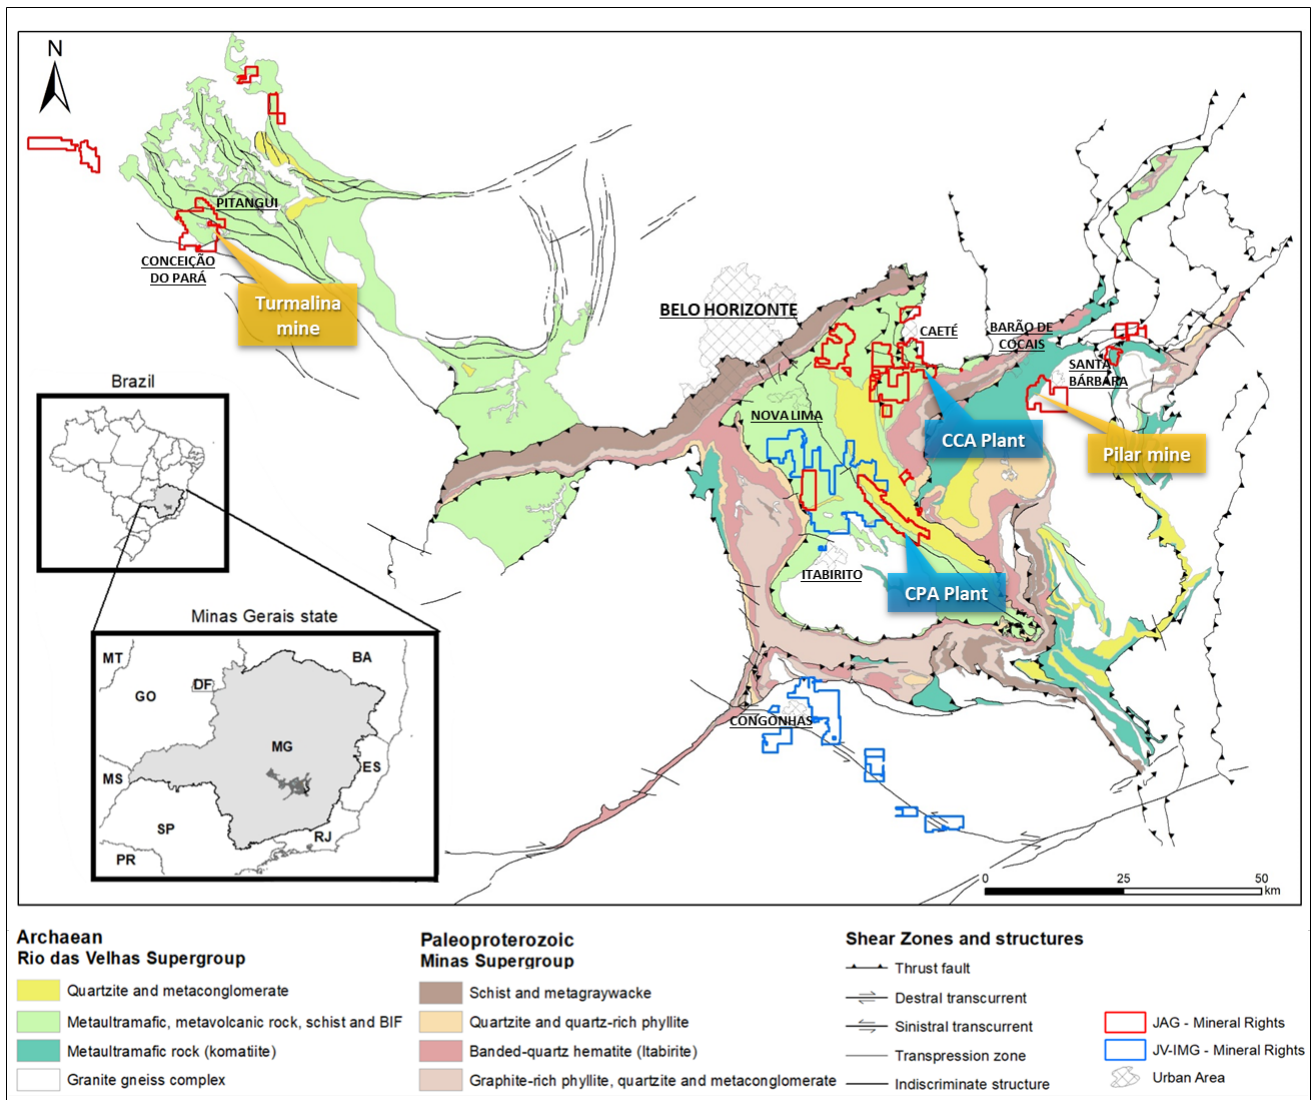 N
PITANGUI
CONCEIÇÃO
DO PARÁ
Turmalina
mine
BELO HORIZONTE
CAETÉ
BARÃO DE
COCAIS
SANTA
BÁRBARA
NOVA LIMA
CCA Plant
Pilar mine
ITABIRITO
CPA Plant
CONGONHAS
Brazil
Minas Gerais state
MT
BA
GO
DF
MG
MS
ES
SP
RJ
PR
0
25
50
km
Archaean
Rio das Velhas Supergroup
Quartzite and metaconglomerate
Metaultramafic, metavolcanic rock, schist and BIF
Metaultramafic rock (komatiite)
Granite gneiss complex
Paleoproterozoic
Minas Supergroup
Schist and metagraywacke
Quartzite and quartz-rich phyllite
Banded-quartz hematite (Itabirite)
Graphite-rich phyllite, quartzite and metaconglomerate
Shear Zones and structures
Thrust fault
Destral transcurrent
Sinistral transcurrent
Transpression zone
Indiscriminate structure
JAG - Mineral Rights
JV-IMG - Mineral Rights
Urban Area